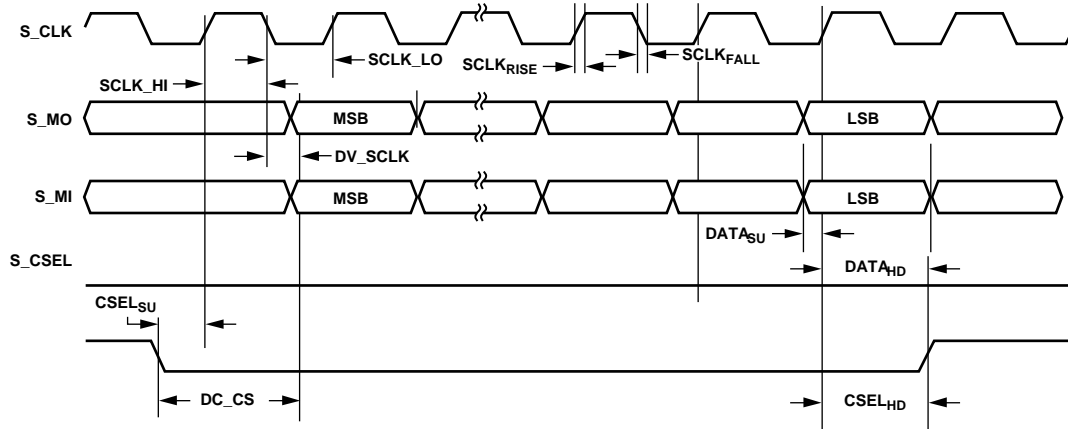 S_CLK
SCLK_LO
SCLK_HI
SCLKRISE
SCLKFALL
S_MO
MSB
LSB
DV_SCLK
S_MI
MSB
LSB
DATASU
S_CSEL
DATAHD
CSELSU
DC_CS
CSELHD